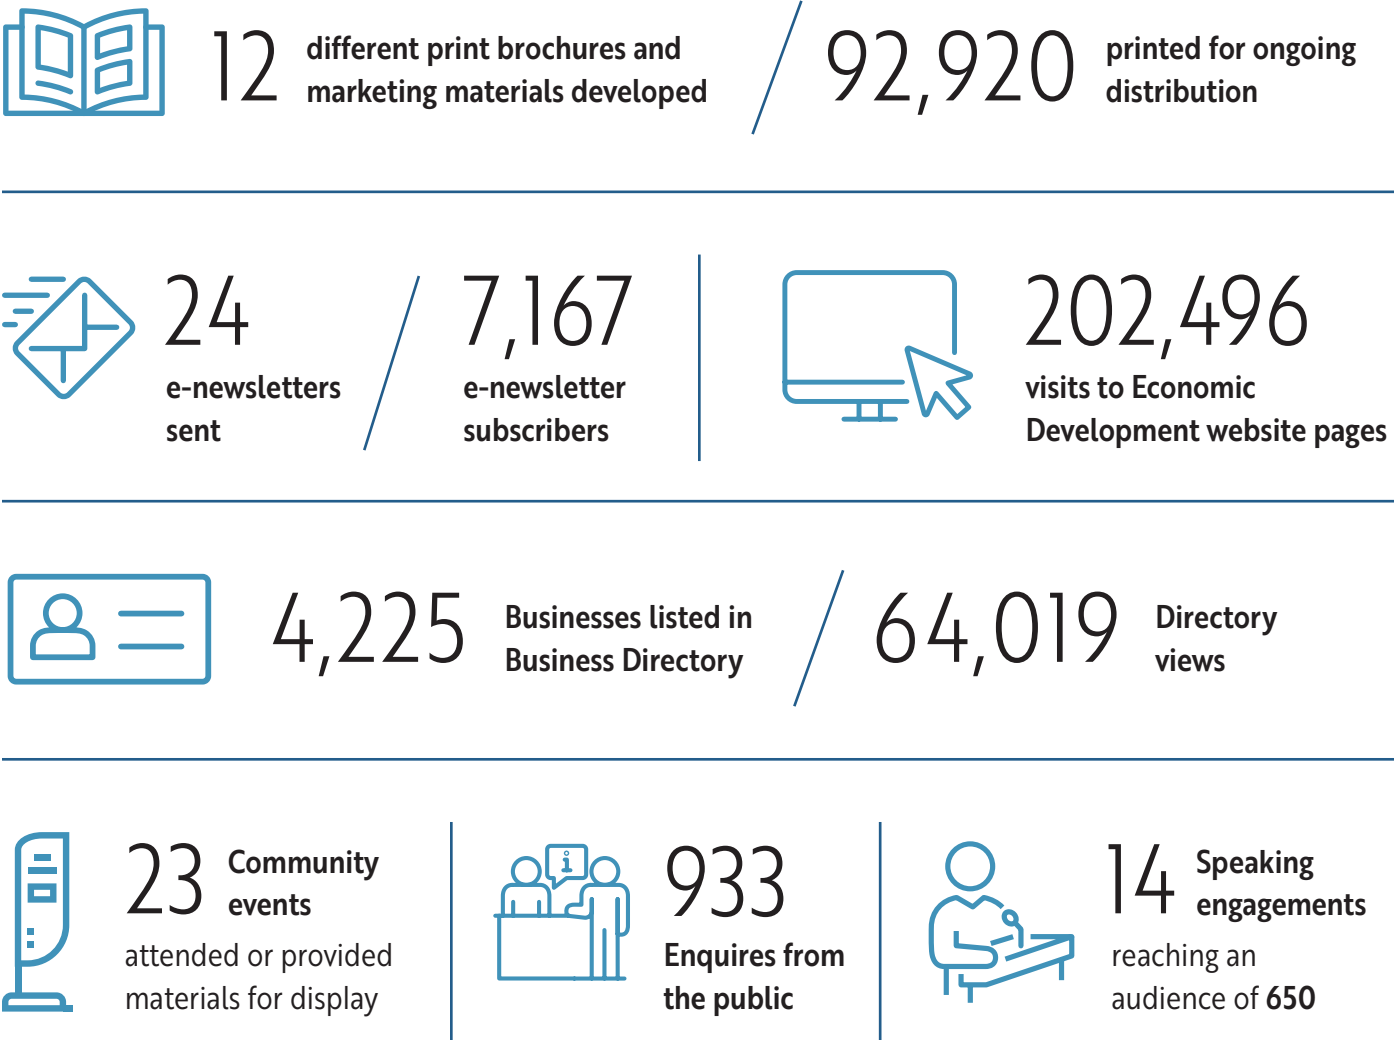 12 different print brochures and
marketing materials developed
92,920 printed for ongoing
distribution
24
e-newsletters
sent
7,167
e-newsletter
subscribers
202,496
visits to Economic
Development website pages
4,225 Businesses listed in
Business Directory
64,019 Directory
views
23 Community
events
attended or provided
materials for display
i
933
Enquires from
the public
14 Speaking
engagements
reaching an
audience of 650